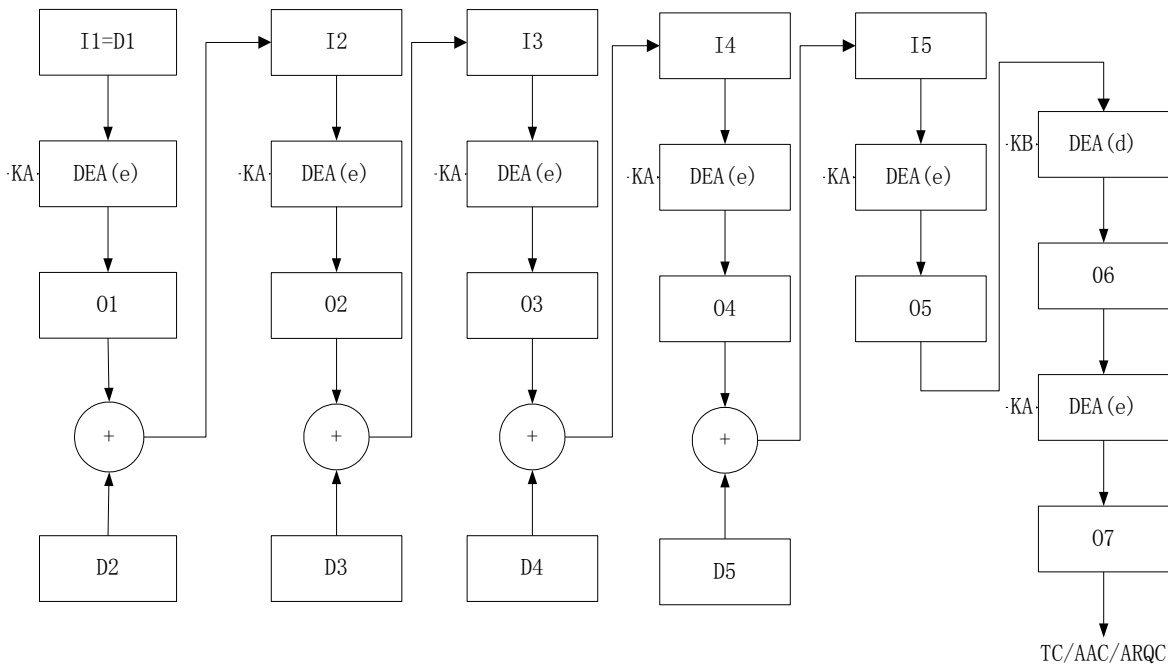 I1=D1
I2
I3
I4
I5
KA
DEA(e)
KA
DEA(e)
KA
DEA(e)
KA
DEA(e)
KA
DEA(e)
KB
DEA(d)
O1
O2
O3
O4
O5
O6
KA
DEA(e)
+
+
+
+
D2
D3
D4
D5
O7
TC/AAC/ARQC